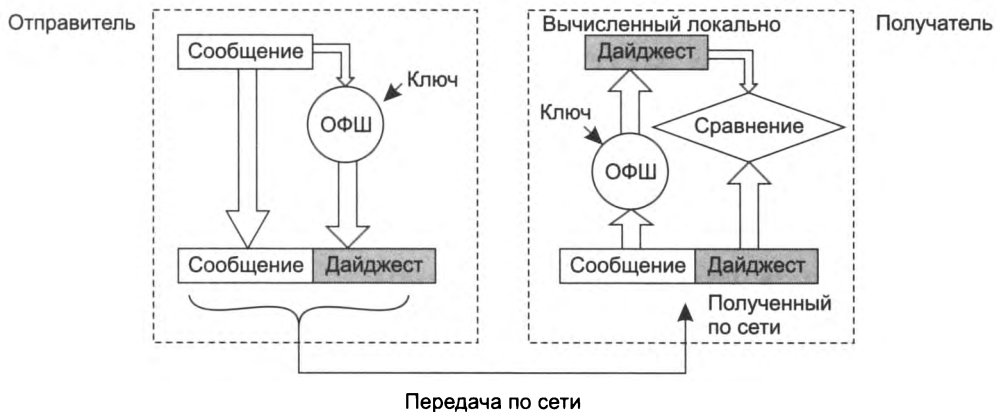 Отправитель
Сообщение
Ключ
ОФШ
Сообщение Дайджест
Вычисленный локально
Получатель
Дайджест
Ключ
Сравнение
ОФШ
Сообщение Дайджест
Полученный
по сети
Передача по сети